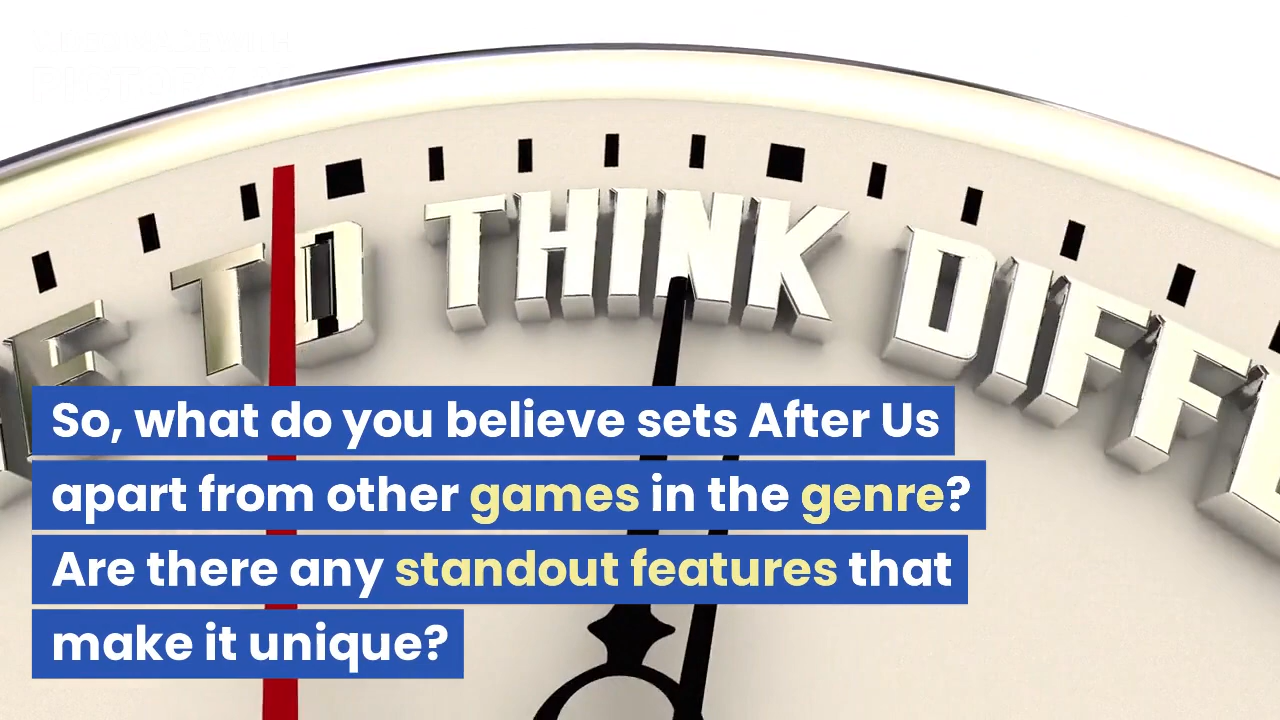 TO THINK
So, what do you believe sets After Us
apart from other games in the genre?
Are there any standout features that
make it unique?